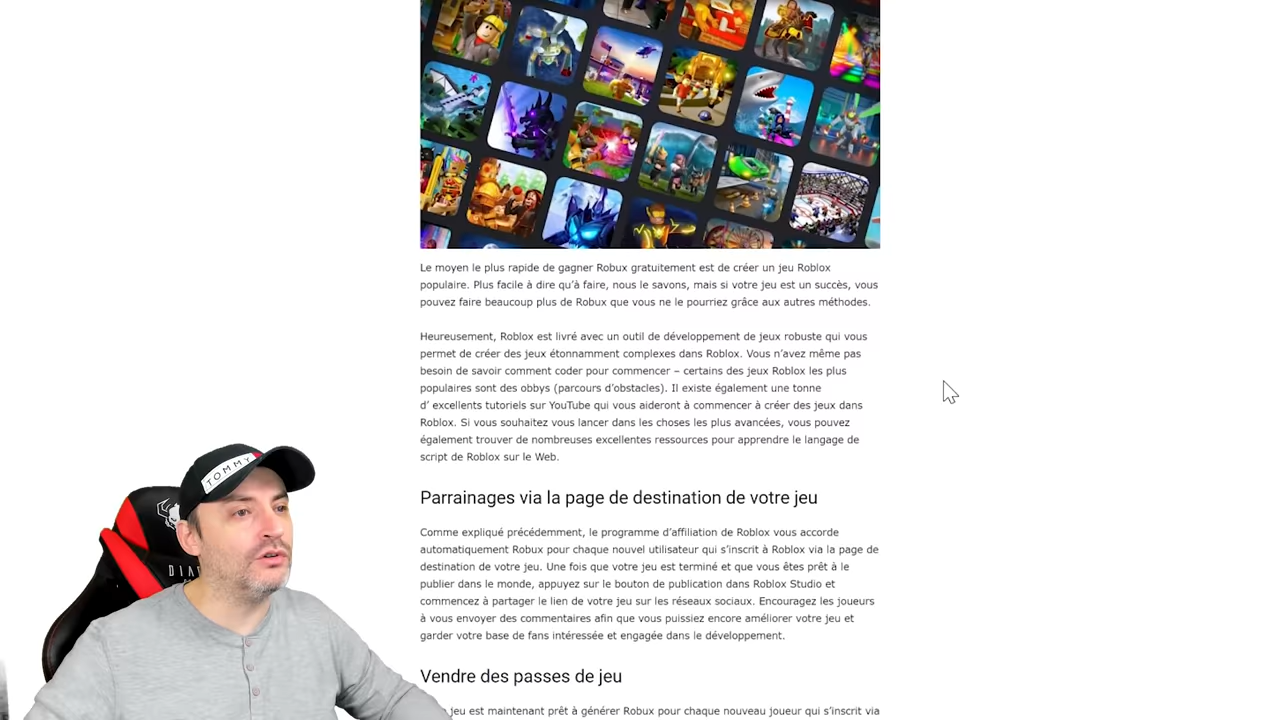 Le moyen le plus rapide de gagner Robux gratuitement est de créer un jeu Roblox
populaire. Plus facile à dire qu’à faire, nous le savons, mais si votre jeu est un succès, vous
pouvez faire beaucoup plus de Robux que vous ne le pourriez grâce aux autres méthodes.
Heureusement, Roblox est livré avec un outil de développement de jeux robuste qui vous
permet de créer des jeux étonnamment complexes dans Roblox. Vous n’avez même pas
besoin de savoir comment coder pour commencer – certains des jeux Roblox les plus
populaires sont des obbys (parcours d’obstacles). Il existe également une tonne
d’ excellents tutoriels sur YouTube qui vous aideront à commencer à créer des jeux dans
Roblox. Si vous souhaitez vous lancer dans les choses les plus avancées, vous pouvez
également trouver de nombreuses excellentes ressources pour apprendre le langage de
script de Roblox sur le Web.
TOMMY
Parrainages via la page de destination de votre jeu
Comme expliqué précédemment, le programme d’affiliation de Roblox vous accorde
automatiquement Robux pour chaque nouvel utilisateur qui s’inscrit à Roblox via la page de
destination de votre jeu. Une fois que votre jeu est terminé et que vous êtes prêt à le
publier dans le monde, appuyez sur le bouton de publication dans Roblox Studio et
commencez à partager le lien de votre jeu sur les réseaux sociaux. Encouragez les joueurs
à vous envoyer des commentaires afin que vous puissiez encore améliorer votre jeu et
garder votre base de fans intéressée et engagée dans le développement.
Vendre des passes de jeu
jeu est maintenant prêt à générer Robux pour chaque nouveau joueur qui s’inscrit via